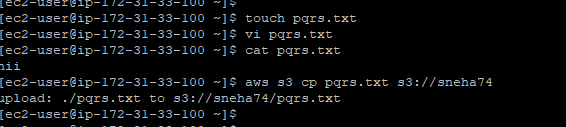 [ec2-user@ip-172-31-33-100 ~]$
[ec2-user@ip-172-31-33-100 ~]$ touch pqrs.txt
[ec2-user@ip-172-31-33-100 ~]$ vi pqrs.txt
[ec2-user@ip-172-31-33-100 ~]$ cat pqrs.txt
hii
[ec2-user@ip-172-31-33-100 ~]$ aws s3 cp pqrs.txt s3://sneha74
upload: ./pqrs.txt to s3://sneha74/pqrs.txt
[ec2-user@ip-172-31-33-100 ~]$
[ec2-user@ip-172-31-33-100 ~]$